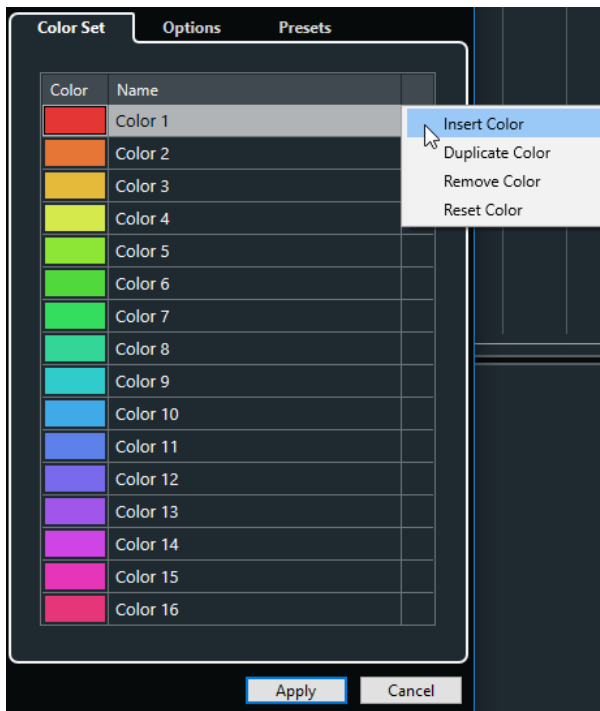 Color Set Options Presets
Color Name
Color 1
Insert Color
Color 2
Duplicate Color
Color 3
Remove Color
Color 4
Reset Color
Color 5
Color 6
Color 7
Color 8
Color 9
Color 10
Color 11
Color 12
Color 13
Color 14
Color 15
Color 16
Apply Cancel